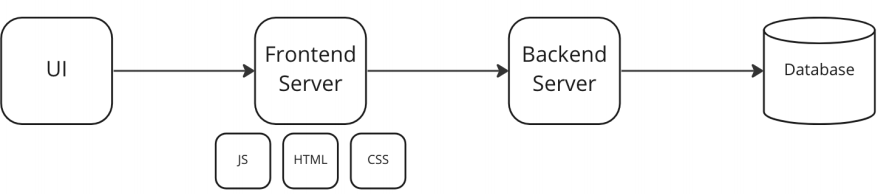 UI
Frontend
Server
Backend
Server
Database
JS
HTML
CSS